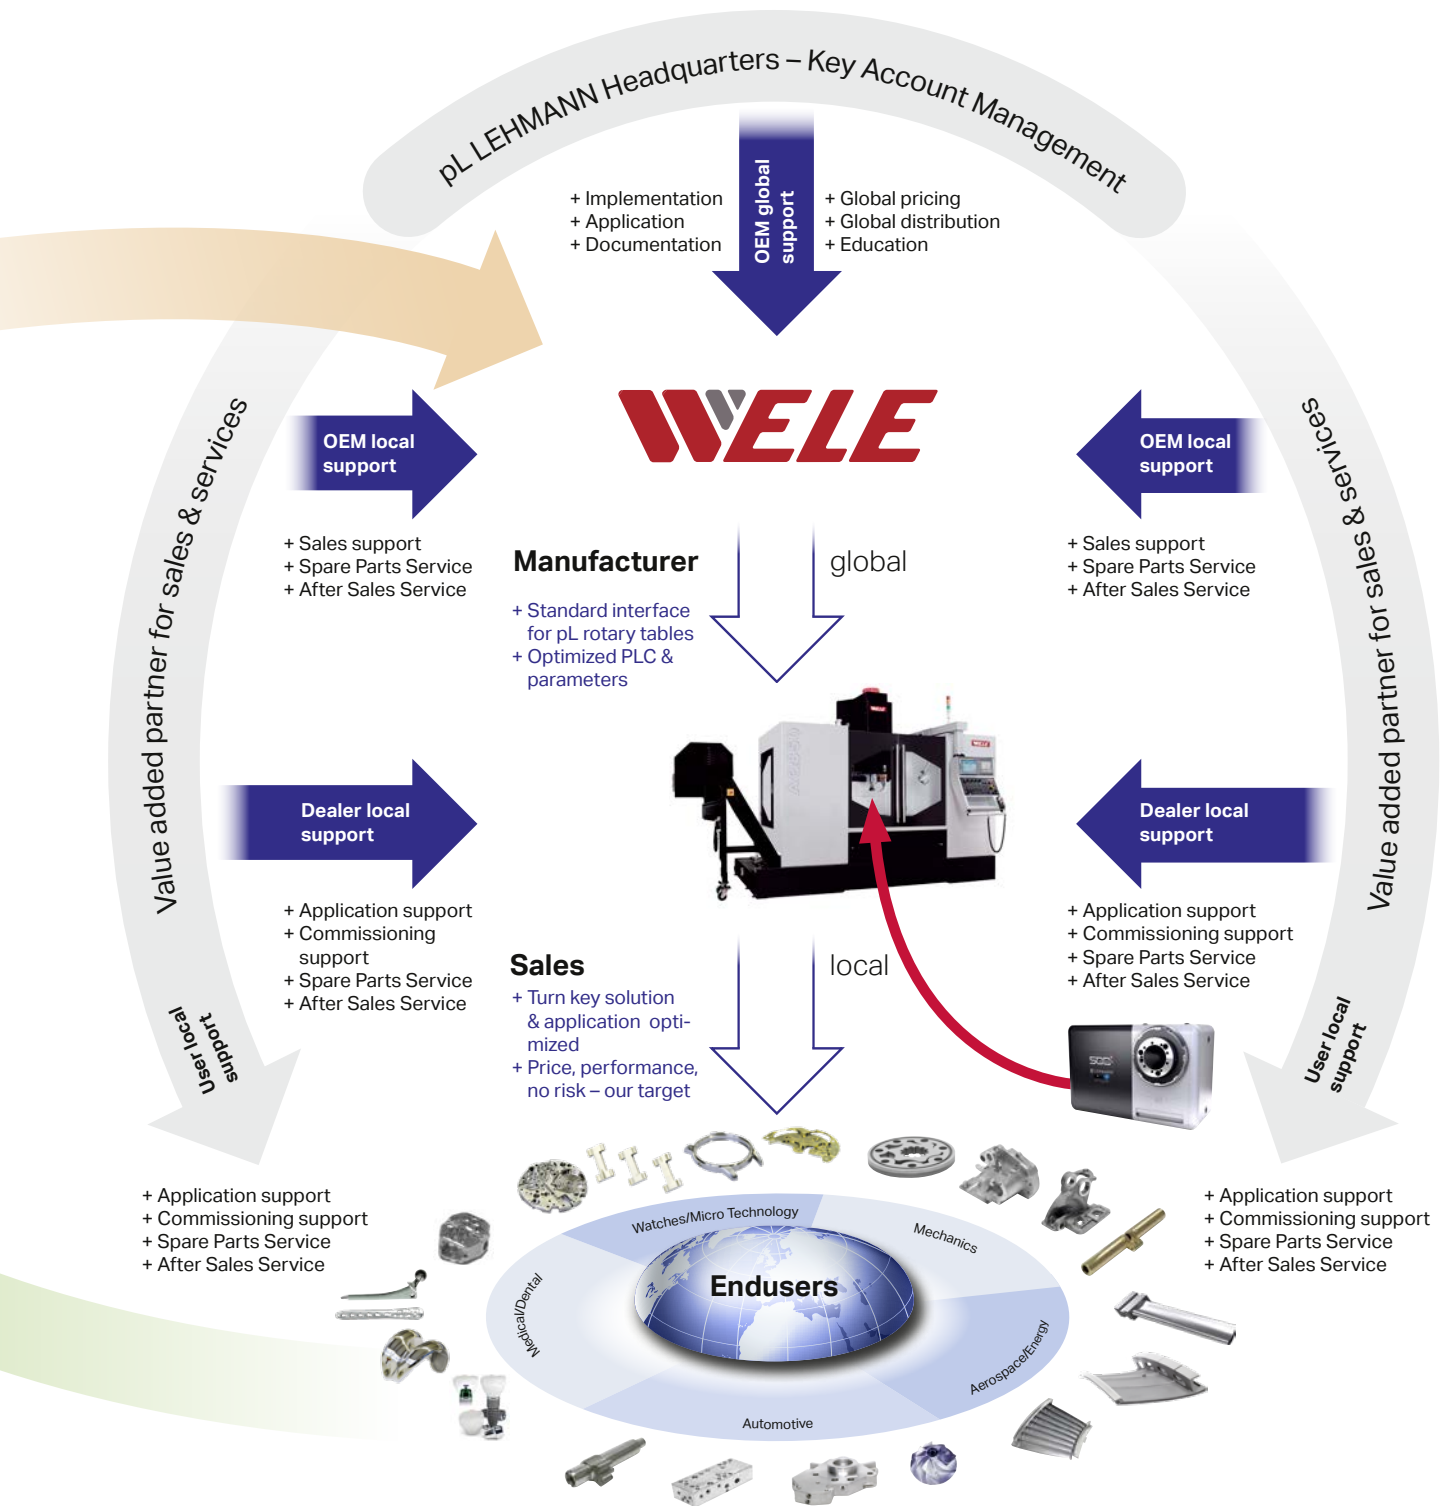 pL LEHMANN Headquarters – Key Account Management
OEM global
support
+ Implementation
+ Application
+ Documentation
+ Global pricing
+ Global distribution
+ Education
WELE
Value added partner for sales & services
Value added partner for sales & services
OEM local
support
+ Sales support
+ Spare Parts Service
+ After Sales Service
OEM local
support
+ Sales support
+ Spare Parts Service
+ After Sales Service
Manufacturer
global
+ Standard interface
for pL rotary tables
+ Optimized PLC &
parameters
WELE
WELE
Dealer local
support
+ Application support
+ Commissioning
support
+ Spare Parts Service
+ After Sales Service
Dealer local
support
+ Application support
+ Commissioning support
+ Spare Parts Service
+ After Sales Service
Sales
local
+ Turn key solution
& application opti-
mized
+ Price, performance,
no risk – our target
User local
support
User local
support
+ Application support
+ Commissioning support
+ Spare Parts Service
+ After Sales Service
+ Application support
+ Commissioning support
+ Spare Parts Service
+ After Sales Service
Watches/Micro Technology
Mechanics
Medical/Dental
Endusers
Aerospace/Energy
Automotive